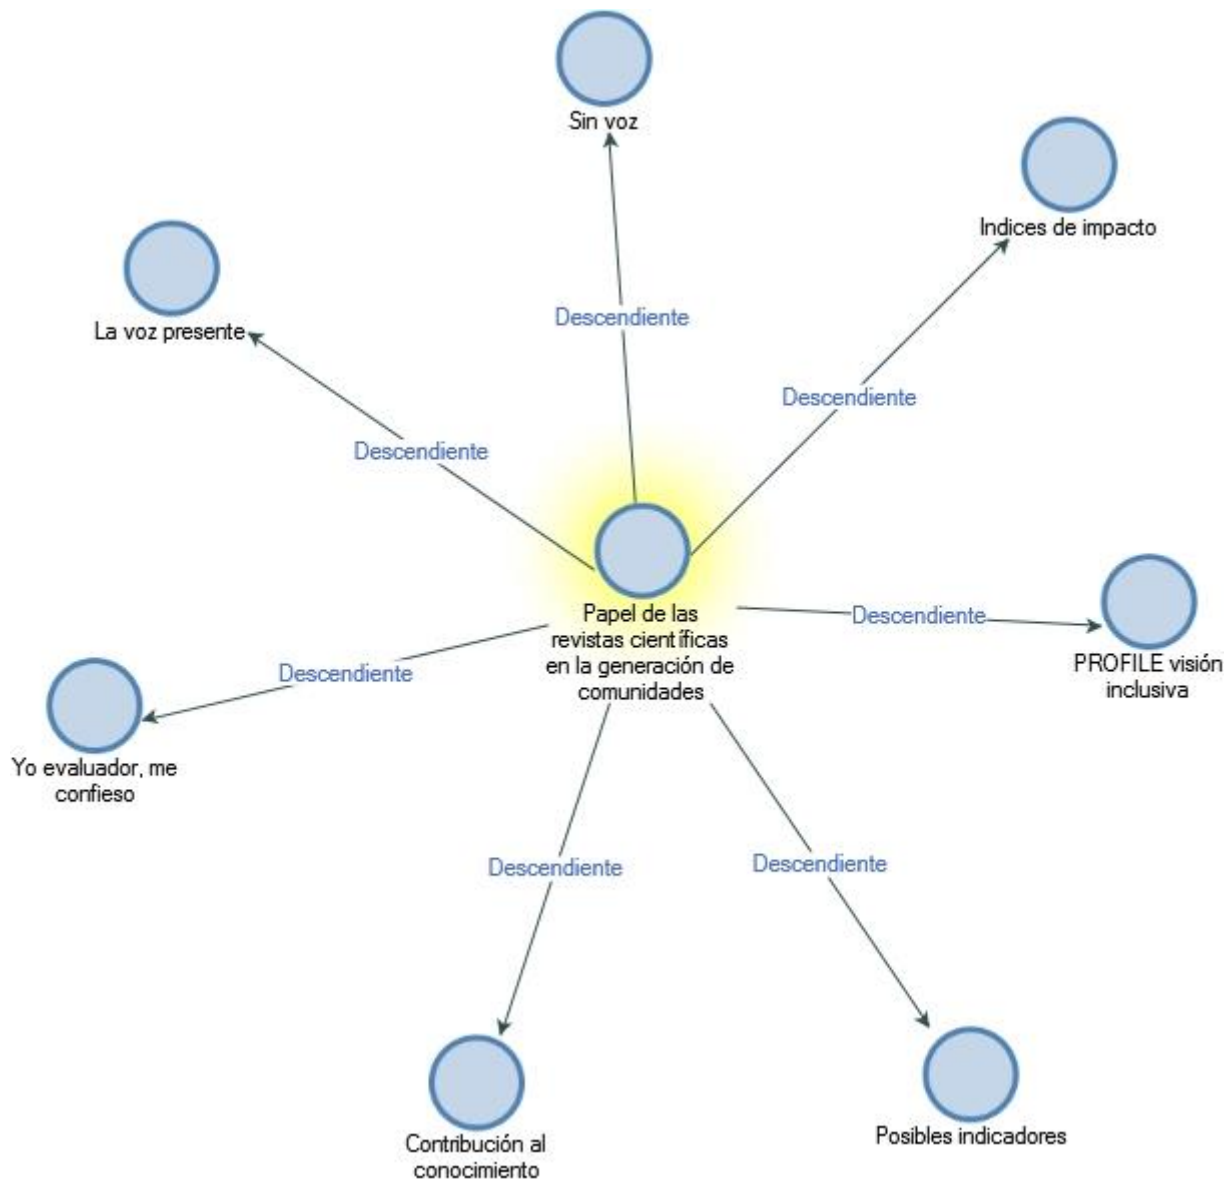 Sin voz
Indices de impacto
Descendiente
La voz presente
Descendiente
Descendiente
Papel de las
revistas científicas
en la generación de
comunidades
Descendiente
PROFILE visión
inclusiva
Descendiente
Yo evaluador, me
confieso
Descendiente
Descendiente
Contribución al
conocimiento
Posibles indicadores